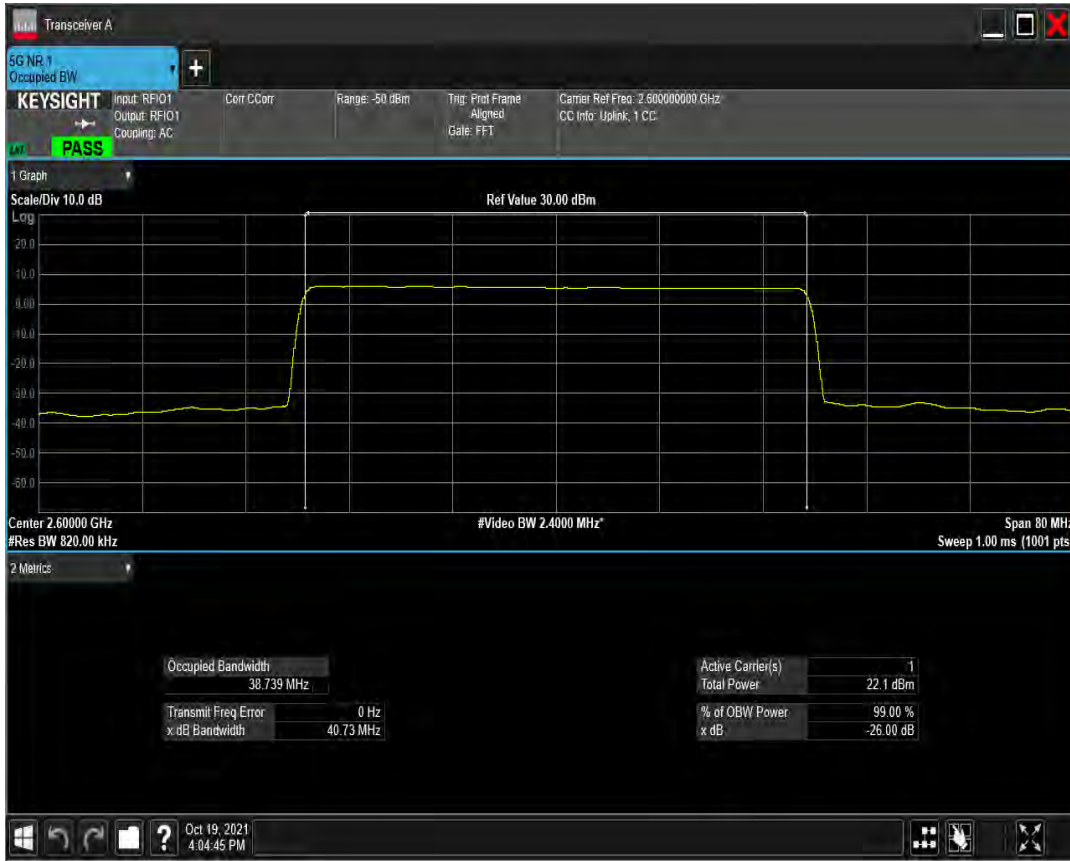 Transceiver A
5G NR 1
Occupied BW
KEYSIGHT
PASS
Input: RFIO1
Output: RFIO1
Coupling: AC
Corr CCorr
Range: -50 dBm
Trig: Prot Frame
Aligned
Gate: FFT
Carrier Ref Freq: 2.600000000 GHz
CC Info: Uplink, 1 CC
1 Graph
Scale/Div 10.0 dB
Ref Value 30.00 dBm
Log
20.0
10.0
0.00
-10.0
-20.0
-30.0
-40.0
-50.0
-60.0
Center 2.60000 GHz
#Video BW 2.4000 MHz*
Span 80 MHz
#Res BW 820.00 kHz
Sweep 1.00 ms (1001 pts
2 Metrics
Occupied Bandwidth
38.739 MHz
Transmit Freq Error 0 Hz
x dB Bandwidth 40.73 MHz
Active Carrier(s) 1
Total Power 22.1 dBm
% of OBW Power 99.00 %
x dB -26.00 dB
?
Oct 19, 2021
4:04:45 PM